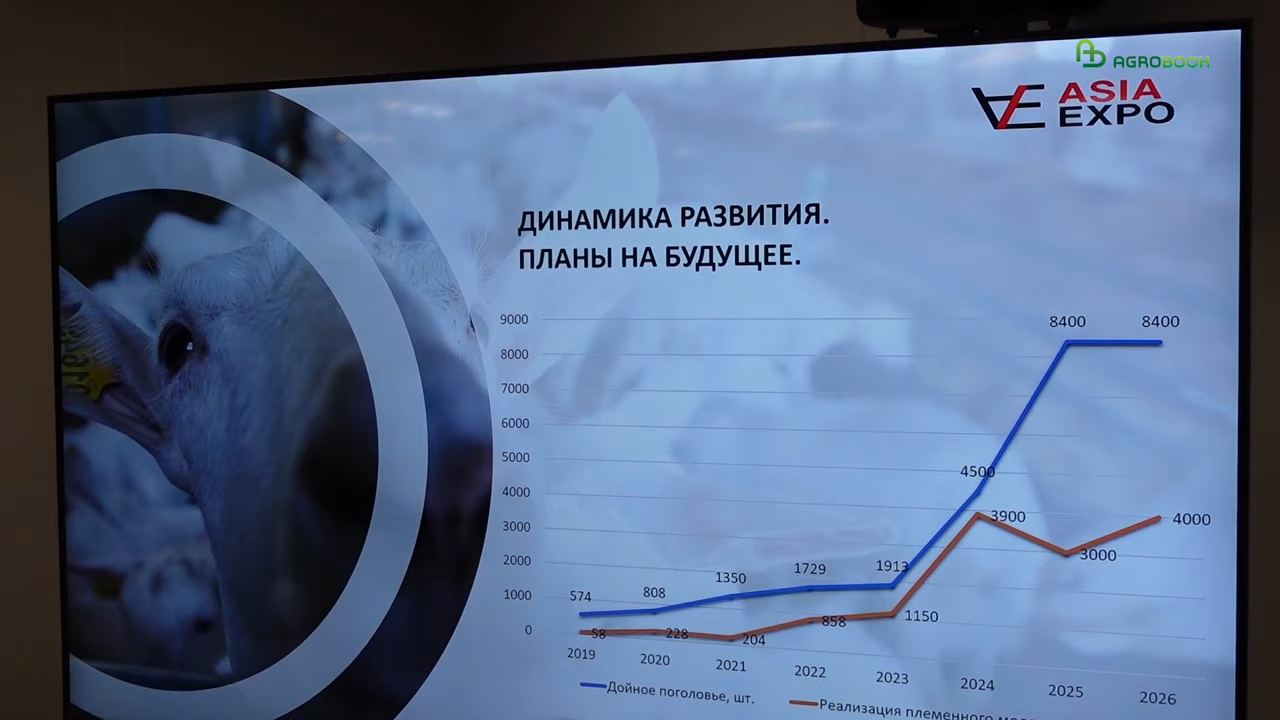 AGROBOOK
ASIA
EXPO
ДИНАМИКА РАЗВИТИЯ.
ПЛАНЫ НА БУДУЩЕЕ.
9000
8000
7000
6000
5000
4000
3000
2000
1000
0
8400 8400
4500
3900
4000
3000
574 808 1350 1729 1913
58 228 204 858 1150
2019 2020 2021 2022 2023 2024 2025 2026
Дойное поголовье, шт. Реализация племенного